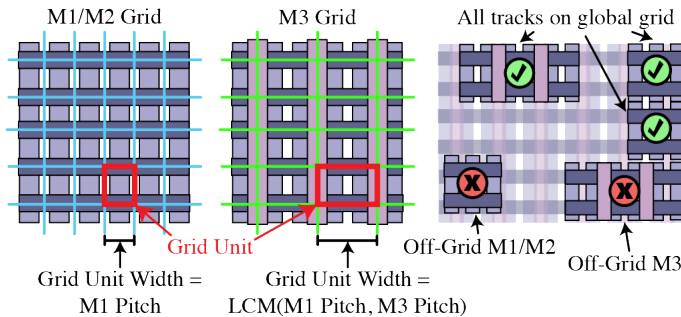 M1/M2 Grid
M3 Grid
All tracks on global grid
Grid Unit
Off-Grid M1/M2
Off-Grid M3
Grid Unit Width =
M1 Pitch
Grid Unit Width =
LCM(M1 Pitch, M3 Pitch)